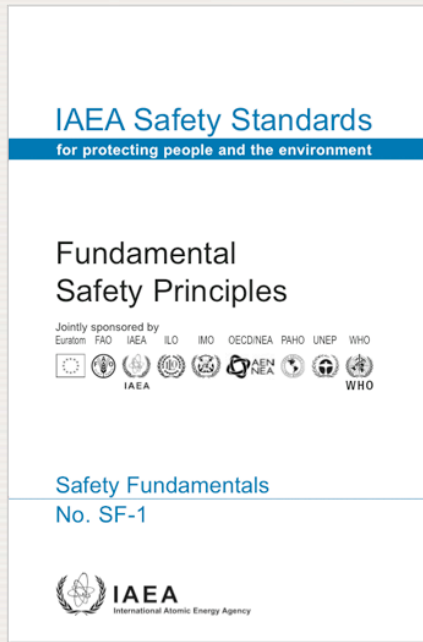 IAEA Safety Standards
for protecting people and the environment
Fundamental
Safety Principles
Jointly sponsored by
Euratom FAO IAEA ILO IMO OECD/NEA PAHO UNEP WHO
AEN
NEA
IAEA
WHO
Safety Fundamentals
No. SF-1
IAEA
International Atomic Energy Agency